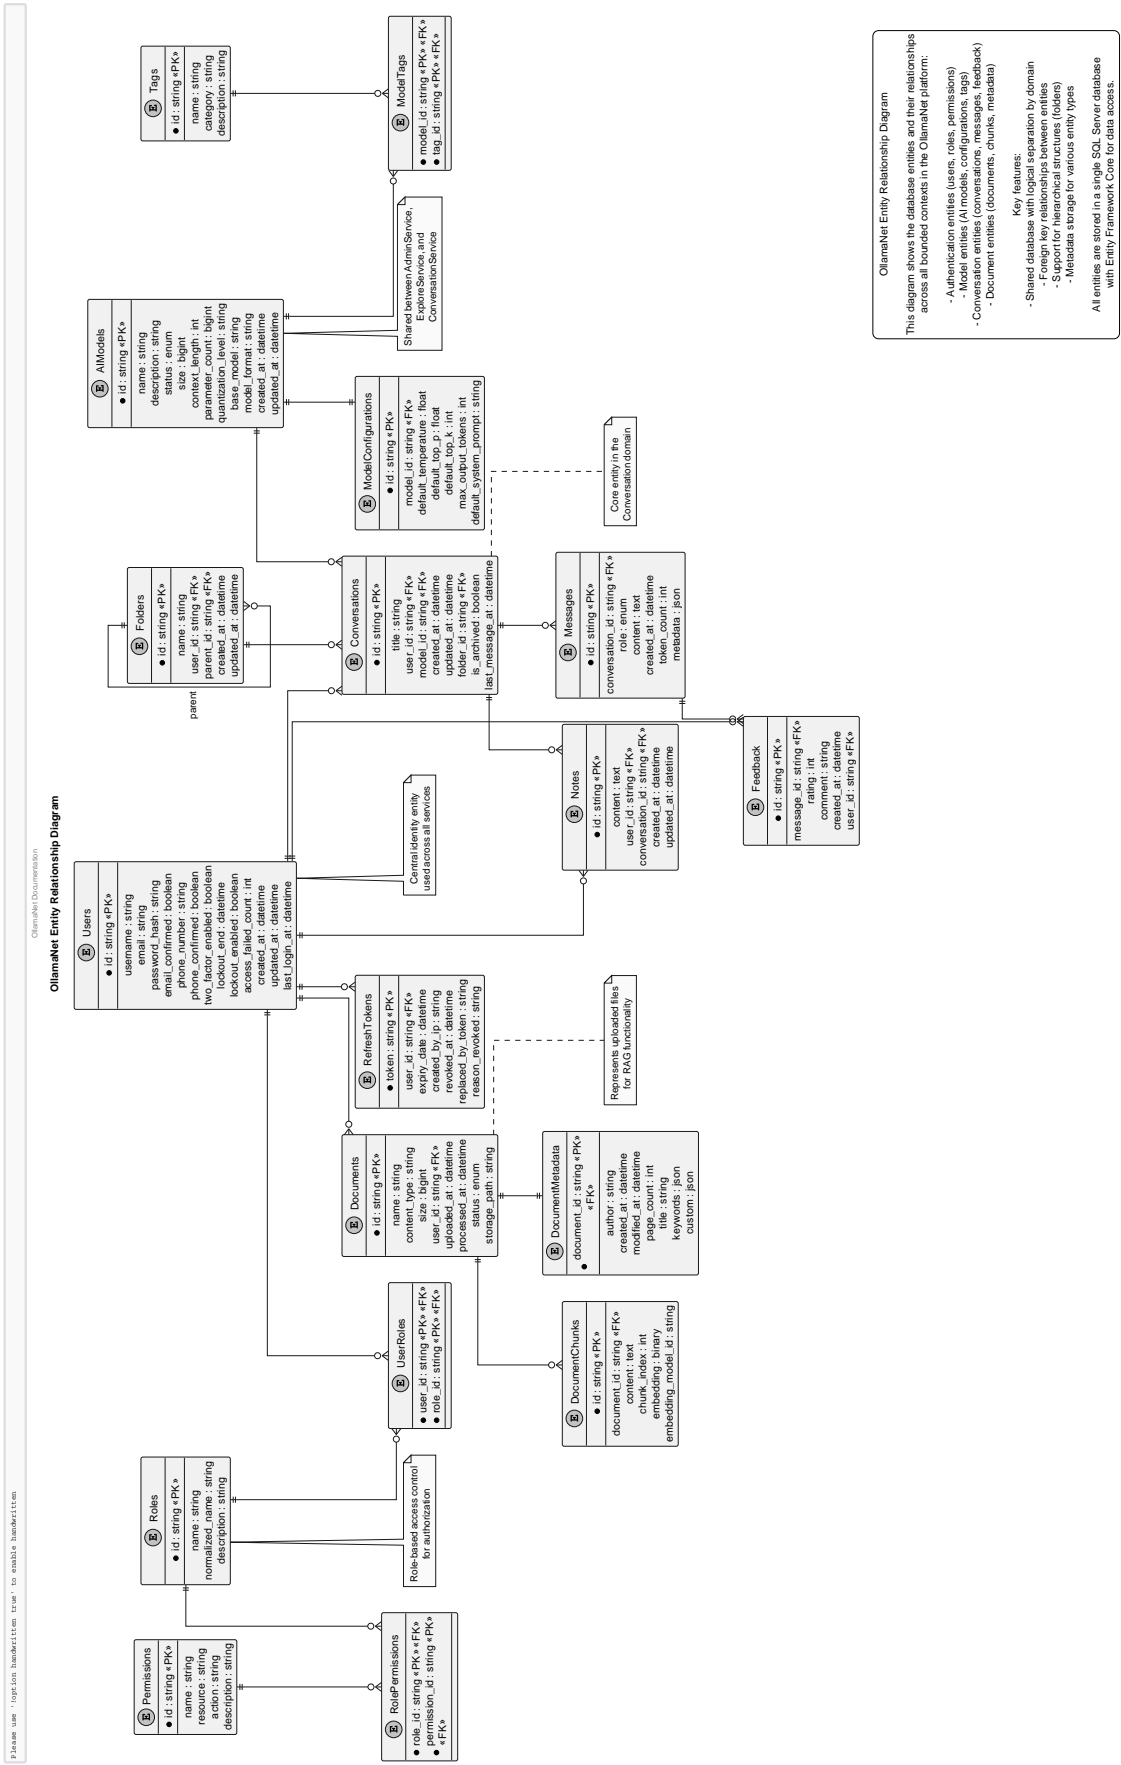 Please use '!option handwritten true' to enable handwritten
OllamaNet Documentation
OllamaNet Entity Relationship Diagram
E Permissions
id : string «PK»
name : string
resource : string
action : string
description : string
E Roles
id : string «PK»
name : string
normalized_name : string
description : string
E Users
id : string «PK»
username : string
email : string
password_hash : string
email_confirmed : boolean
phone_number : string
phone_confirmed : boolean
two_factor_enabled : boolean
lockout_end : datetime
lockout_enabled : boolean
access_failed_count : int
created_at : datetime
updated_at : datetime
last_login_at : datetime
parent
E Folders
id : string «PK»
name : string
user_id : string «FK»
parent_id : string «FK»
created_at : datetime
updated_at : datetime
E AIModels
id : string «PK»
name : string
description : string
status : enum
size : bigint
context_length : int
parameter_count : bigint
quantization_level : string
base_model : string
model_format : string
created_at : datetime
updated_at : datetime
E Tags
id : string «PK»
name : string
category : string
description : string
E RolePermissions
role_id : string «PK» «FK»
permission_id : string «PK»
«FK»
Role-based access control
for authorization
E UserRoles
user_id : string «PK» «FK»
role_id : string «PK» «FK»
E Documents
id : string «PK»
name : string
content_type : string
size : bigint
user_id : string «FK»
uploaded_at : datetime
processed_at : datetime
status : enum
storage_path : string
E RefreshTokens
token : string «PK»
user_id : string «FK»
expiry_date : datetime
created_by_ip : string
revoked_at : datetime
replaced_by_token : string
reason_revoked : string
Central identity entity
used across all services
E Conversations
id : string «PK»
title : string
user_id : string «FK»
model_id : string «FK»
created_at : datetime
updated_at : datetime
folder_id : string «FK»
is_archived : boolean
last_message_at : datetime
E ModelConfigurations
id : string «PK»
model_id : string «FK»
default_temperature : float
default_top_p : float
default_top_k : int
max_output_tokens : int
default_system_prompt : string
Shared between AdminService,
ExploreService, and
ConversationService
E ModelTags
model_id : string «PK» «FK»
tag_id : string «PK» «FK»
E DocumentChunks
id : string «PK»
document_id : string «FK»
content : text
chunk_index : int
embedding : binary
embedding_model_id : string
E DocumentMetadata
document_id : string «PK»
«FK»
author : string
created_at : datetime
modified_at : datetime
page_count : int
title : string
keywords : json
custom : json
Represents uploaded files
for RAG functionality
E Notes
id : string «PK»
content : text
user_id : string «FK»
conversation_id : string «FK»
created_at : datetime
updated_at : datetime
E Messages
id : string «PK»
conversation_id : string «FK»
role : enum
content : text
created_at : datetime
token_count : int
metadata : json
Core entity in the
Conversation domain
E Feedback
id : string «PK»
message_id : string «FK»
rating : int
comment : string
created_at : datetime
user_id : string «FK»
OllamaNet Entity Relationship Diagram
This diagram shows the database entities and their relationships
across all bounded contexts in the OllamaNet platform:
- Authentication entities (users, roles, permissions)
- Model entities (AI models, configurations, tags)
- Conversation entities (conversations, messages, feedback)
- Document entities (documents, chunks, metadata)
Key features:
- Shared database with logical separation by domain
- Foreign key relationships between entities
- Support for hierarchical structures (folders)
- Metadata storage for various entity types
All entities are stored in a single SQL Server database
with Entity Framework Core for data access.